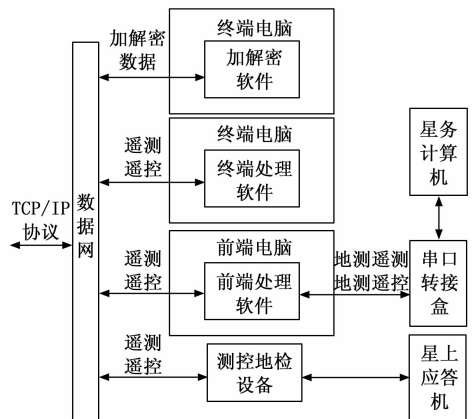 终端电脑
加解密
数据
加解密
软件
终端电脑
遥测
遥控
终端处理
软件
星务
计算
机
TCP/IP
协议
数
据
网
前端电脑
遥测
遥控
前端处理
软件
地测遥测
地测遥控
串口
转接
盒
遥测
遥控
测控地检
设备
星上
应答
机